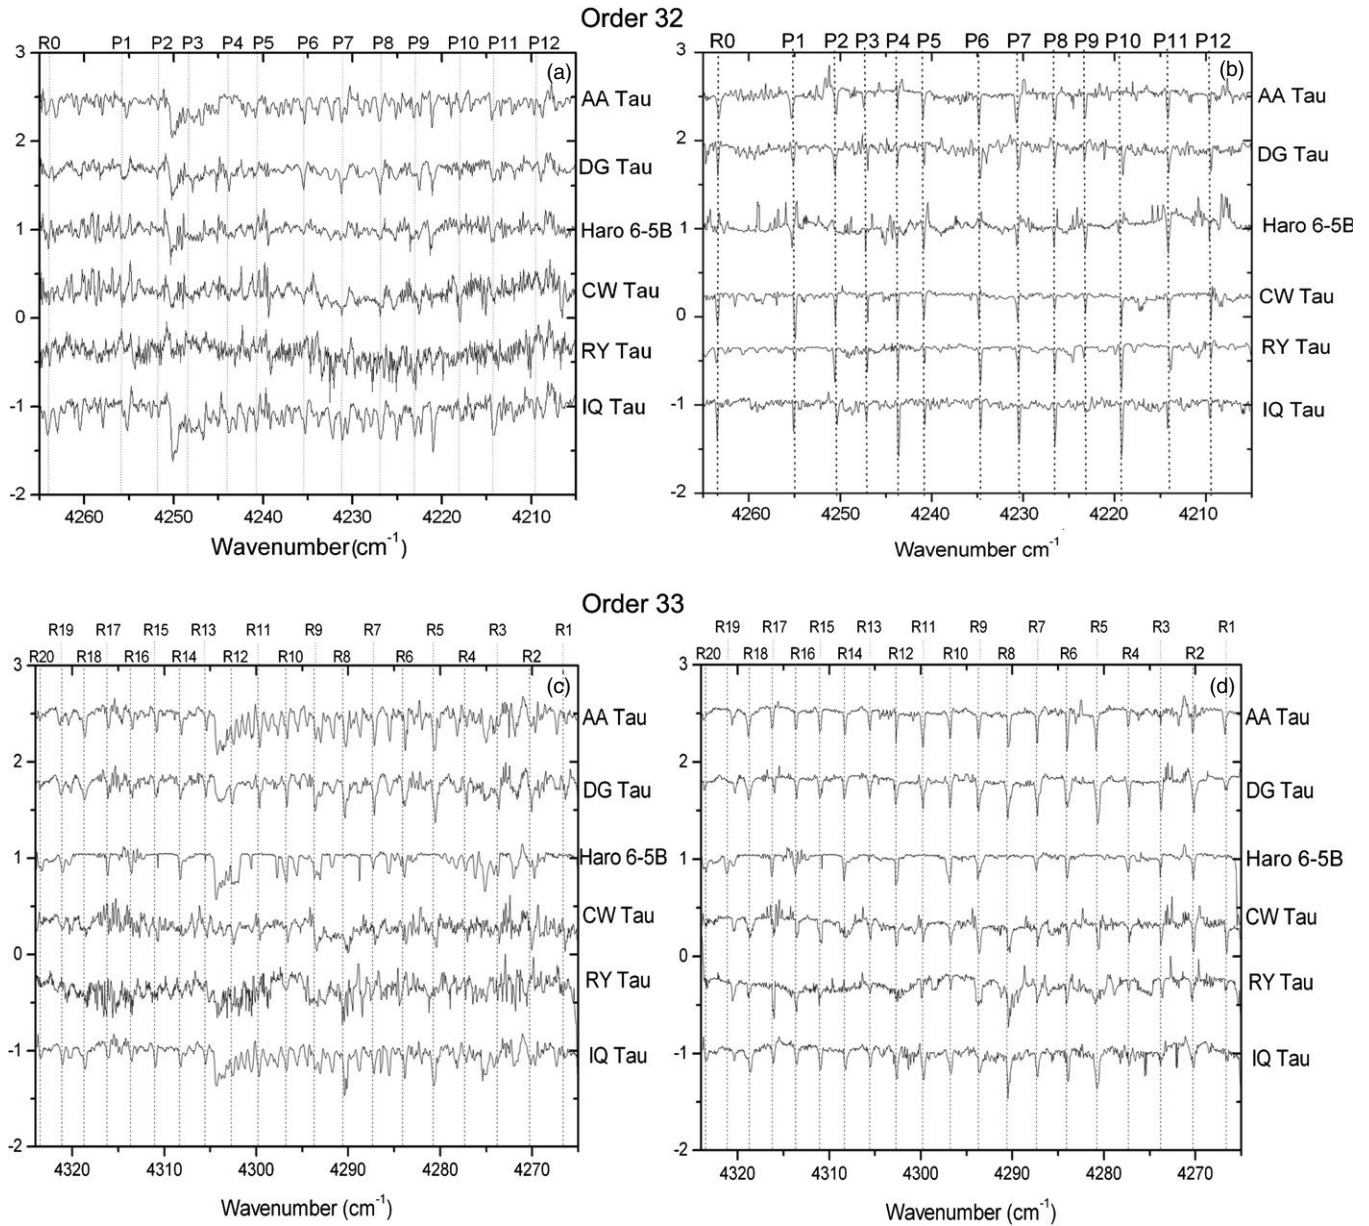 Order 32
R0 P1 P2 P3 P4 P5 P6 P7 P8 P9 P10 P11 P12
(a)
3
2
1
0
-1
-2
AA Tau
DG Tau
Haro 6-5B
CW Tau
RY Tau
IQ Tau
4260 4250 4240 4230 4220 4210
Wavenumber(cm-1)
R0 P1 P2 P3 P4 P5 P6 P7 P8 P9 P10 P11 P12
(b)
3
2
1
0
-1
-2
AA Tau
DG Tau
Haro 6-5B
CW Tau
RY Tau
IQ Tau
4260 4250 4240 4230 4220 4210
Wavenumber cm-1
Order 33
R19 R17 R15 R13 R11 R9 R7 R5 R3 R1
R20 R18 R16 R14 R12 R10 R8 R6 R4 R2
(c)
3
2
1
0
-1
-2
AA Tau
DG Tau
Haro 6-5B
CW Tau
RY Tau
IQ Tau
4320 4310 4300 4290 4280 4270
Wavenumber (cm-1)
R19 R17 R15 R13 R11 R9 R7 R5 R3 R1
R20 R18 R16 R14 R12 R10 R8 R6 R4 R2
(d)
3
2
1
0
-1
-2
AA Tau
DG Tau
Haro 6-5B
CW Tau
RY Tau
IQ Tau
4320 4310 4300 4290 4280 4270
Wavenumber (cm-1)